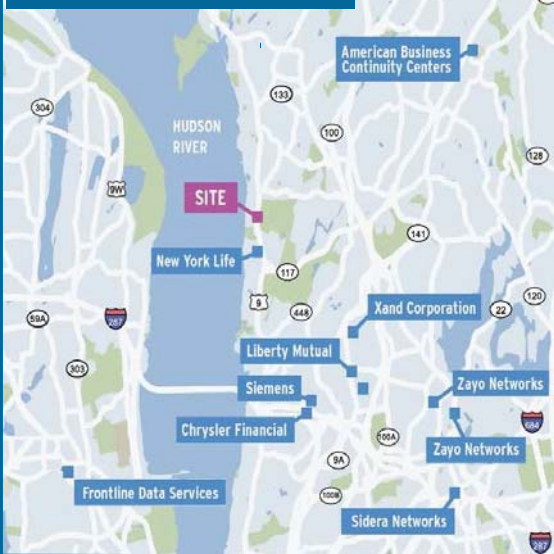 American Business
Continuity Centers
133
304
100
HUDSON
RIVER
128
9W
SITE
141
New York Life
117
287
9
448
22
120
59A
Xand Corporation
303
Liberty Mutual
Siemens
Zayo Networks
Chrysler Financial
684
100A
Zayo Networks
9A
Frontline Data Services
100B
Sidera Networks
287